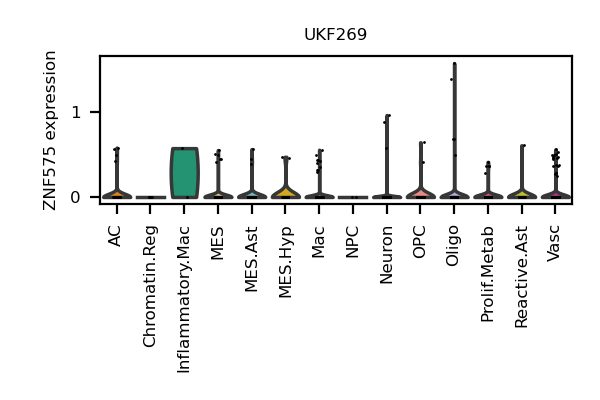 UKF269
ZNF575 expression
1
0
AC
Chromatin.Reg
Inflammatory.Mac
MES
MES.Ast
MES.Hyp
Mac
NPC
Neuron
OPC
Oligo
Prolif.Metab
Reactive.Ast
Vasc